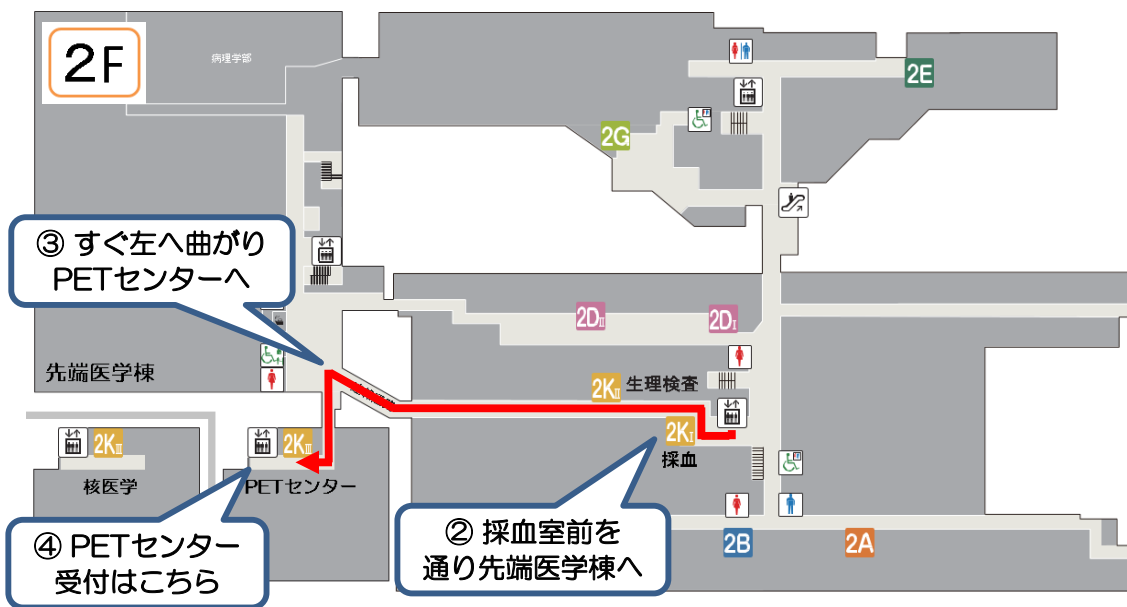 2F
病理学部
2E
2G
③ すぐ左へ曲がり
PETセンターへ
2DⅡ
2DⅠ
先端医学棟
2KⅡ 生理検査
2KⅠ
採血
2KⅢ
核医学
2KⅢ
PETセンター
④ PETセンター
受付はこちら
② 採血室前を
通り先端医学棟へ
2B
2A